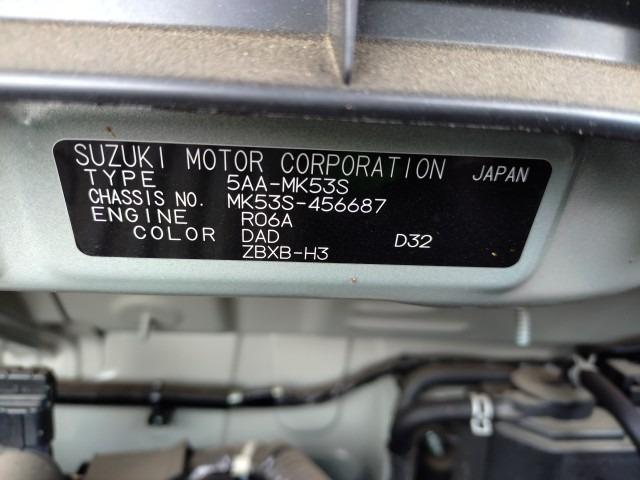 SUZUKI MOTOR CORPORATION JAPAN
TYPE 5AA-MK53S
CHASSIS NO. MK53S-456687
ENGINE R06A
COLOR DAD D32
ZBXB-H3